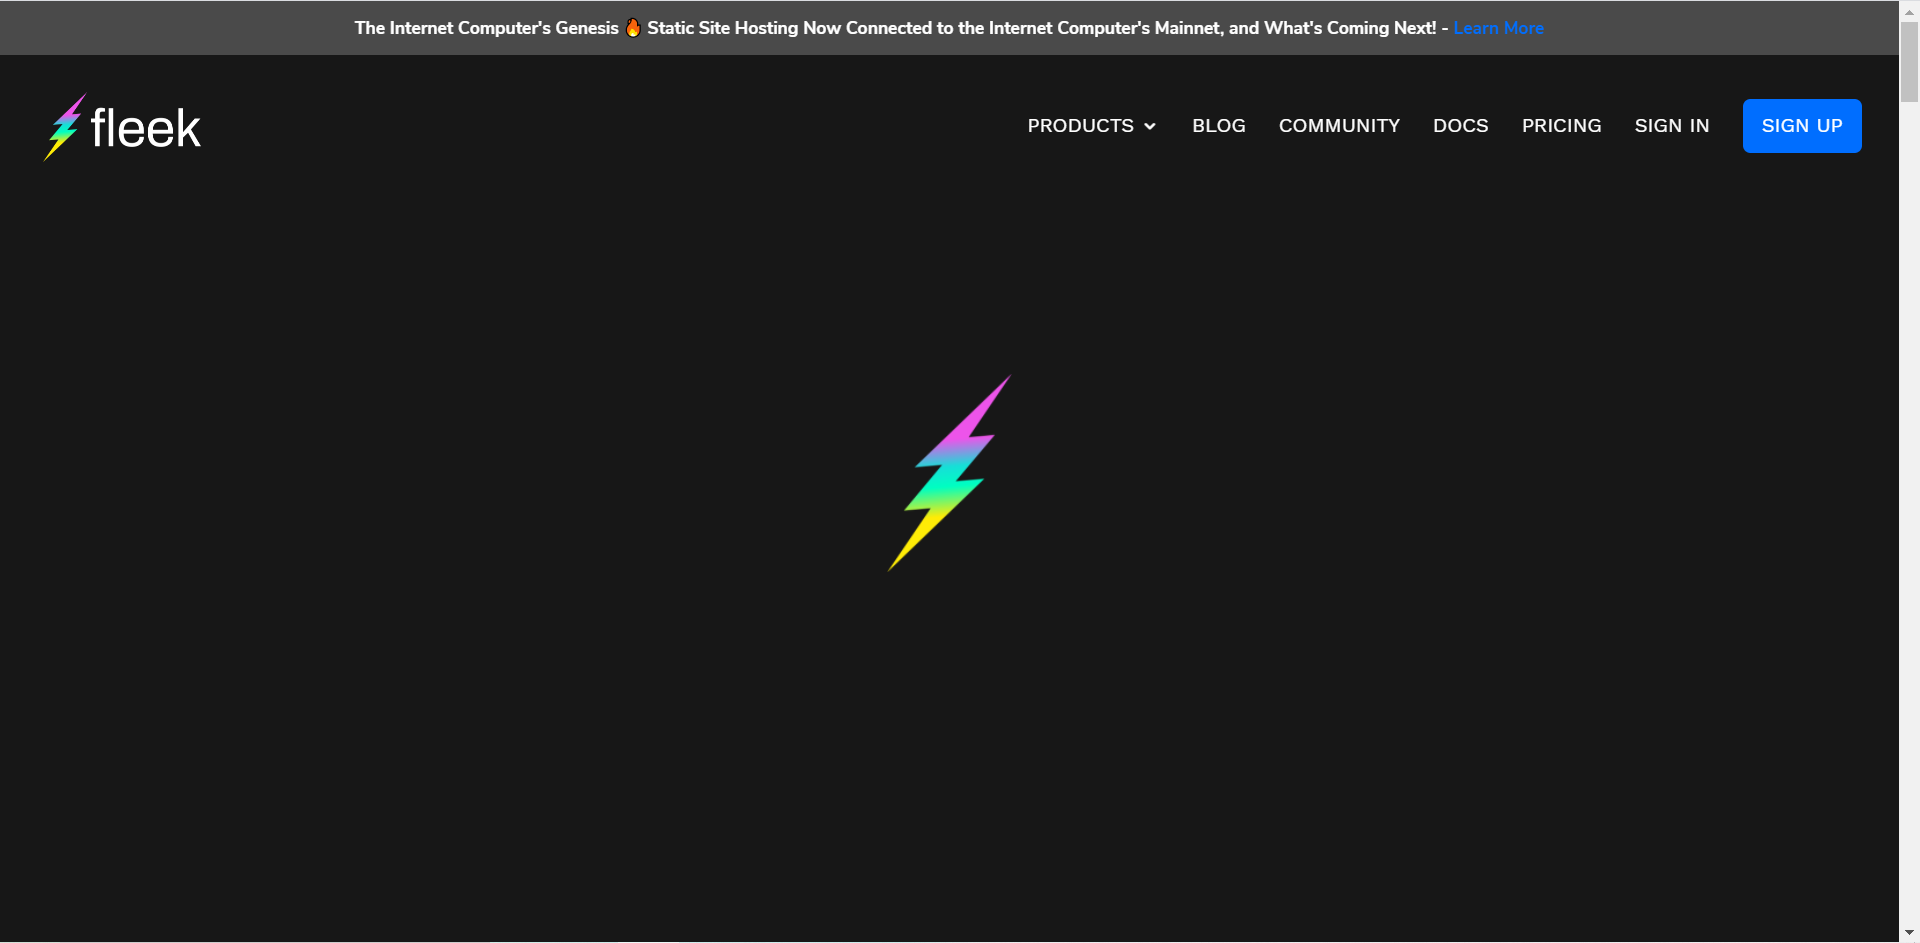 The Internet Computer's Genesis 🔥 Static Site Hosting Now Connected to the Internet Computer's Mainnet, and What's Coming Next! - Learn More
fleek
PRODUCTS
BLOG
COMMUNITY
DOCS
PRICING
SIGN IN
SIGN UP